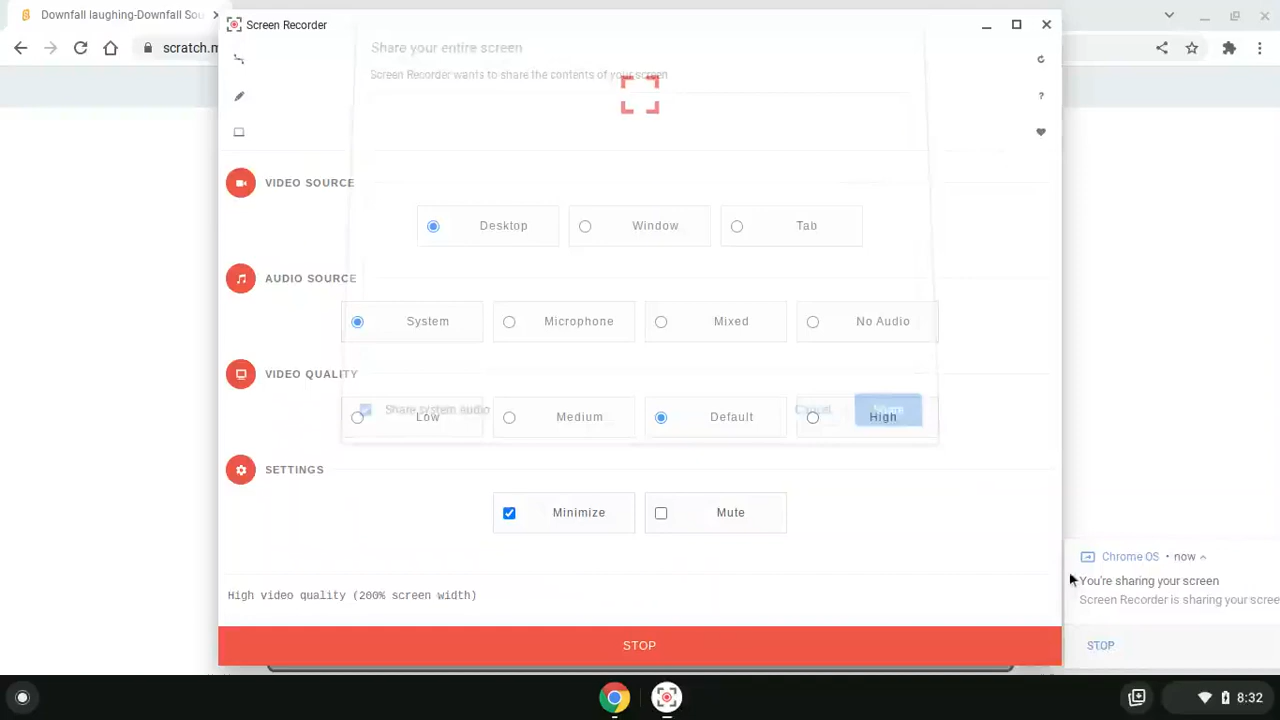 Downfall laughing-Downfall Sou
Screen Recorder
scratch.m
Share your entire screen
Screen Recorder wants to share the contents of your screen
?
VIDEO SOURCE
Desktop
Window
Tab
AUDIO SOURCE
System
Microphone
Mixed
No Audio
VIDEO QUALITY
Share system audio
Cancel
Share
Low
Medium
Default
High
SETTINGS
Minimize
Mute
Chrome OS • now
You're sharing your screen
Screen Recorder is sharing your scree
High video quality (200% screen width)
STOP
STOP
8:32